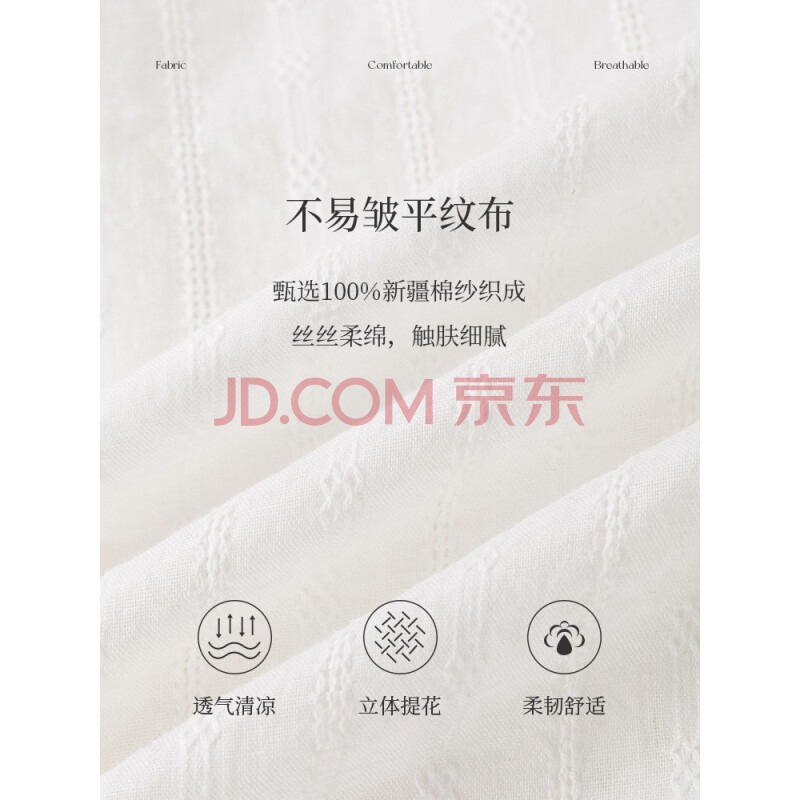 Fabric Comfortable Breathable
不易皱平纹布
甄选100%新疆棉纱织成
丝丝柔绵，触肤细腻
JD.COM 京东
透气清凉 立体提花 柔韧舒适